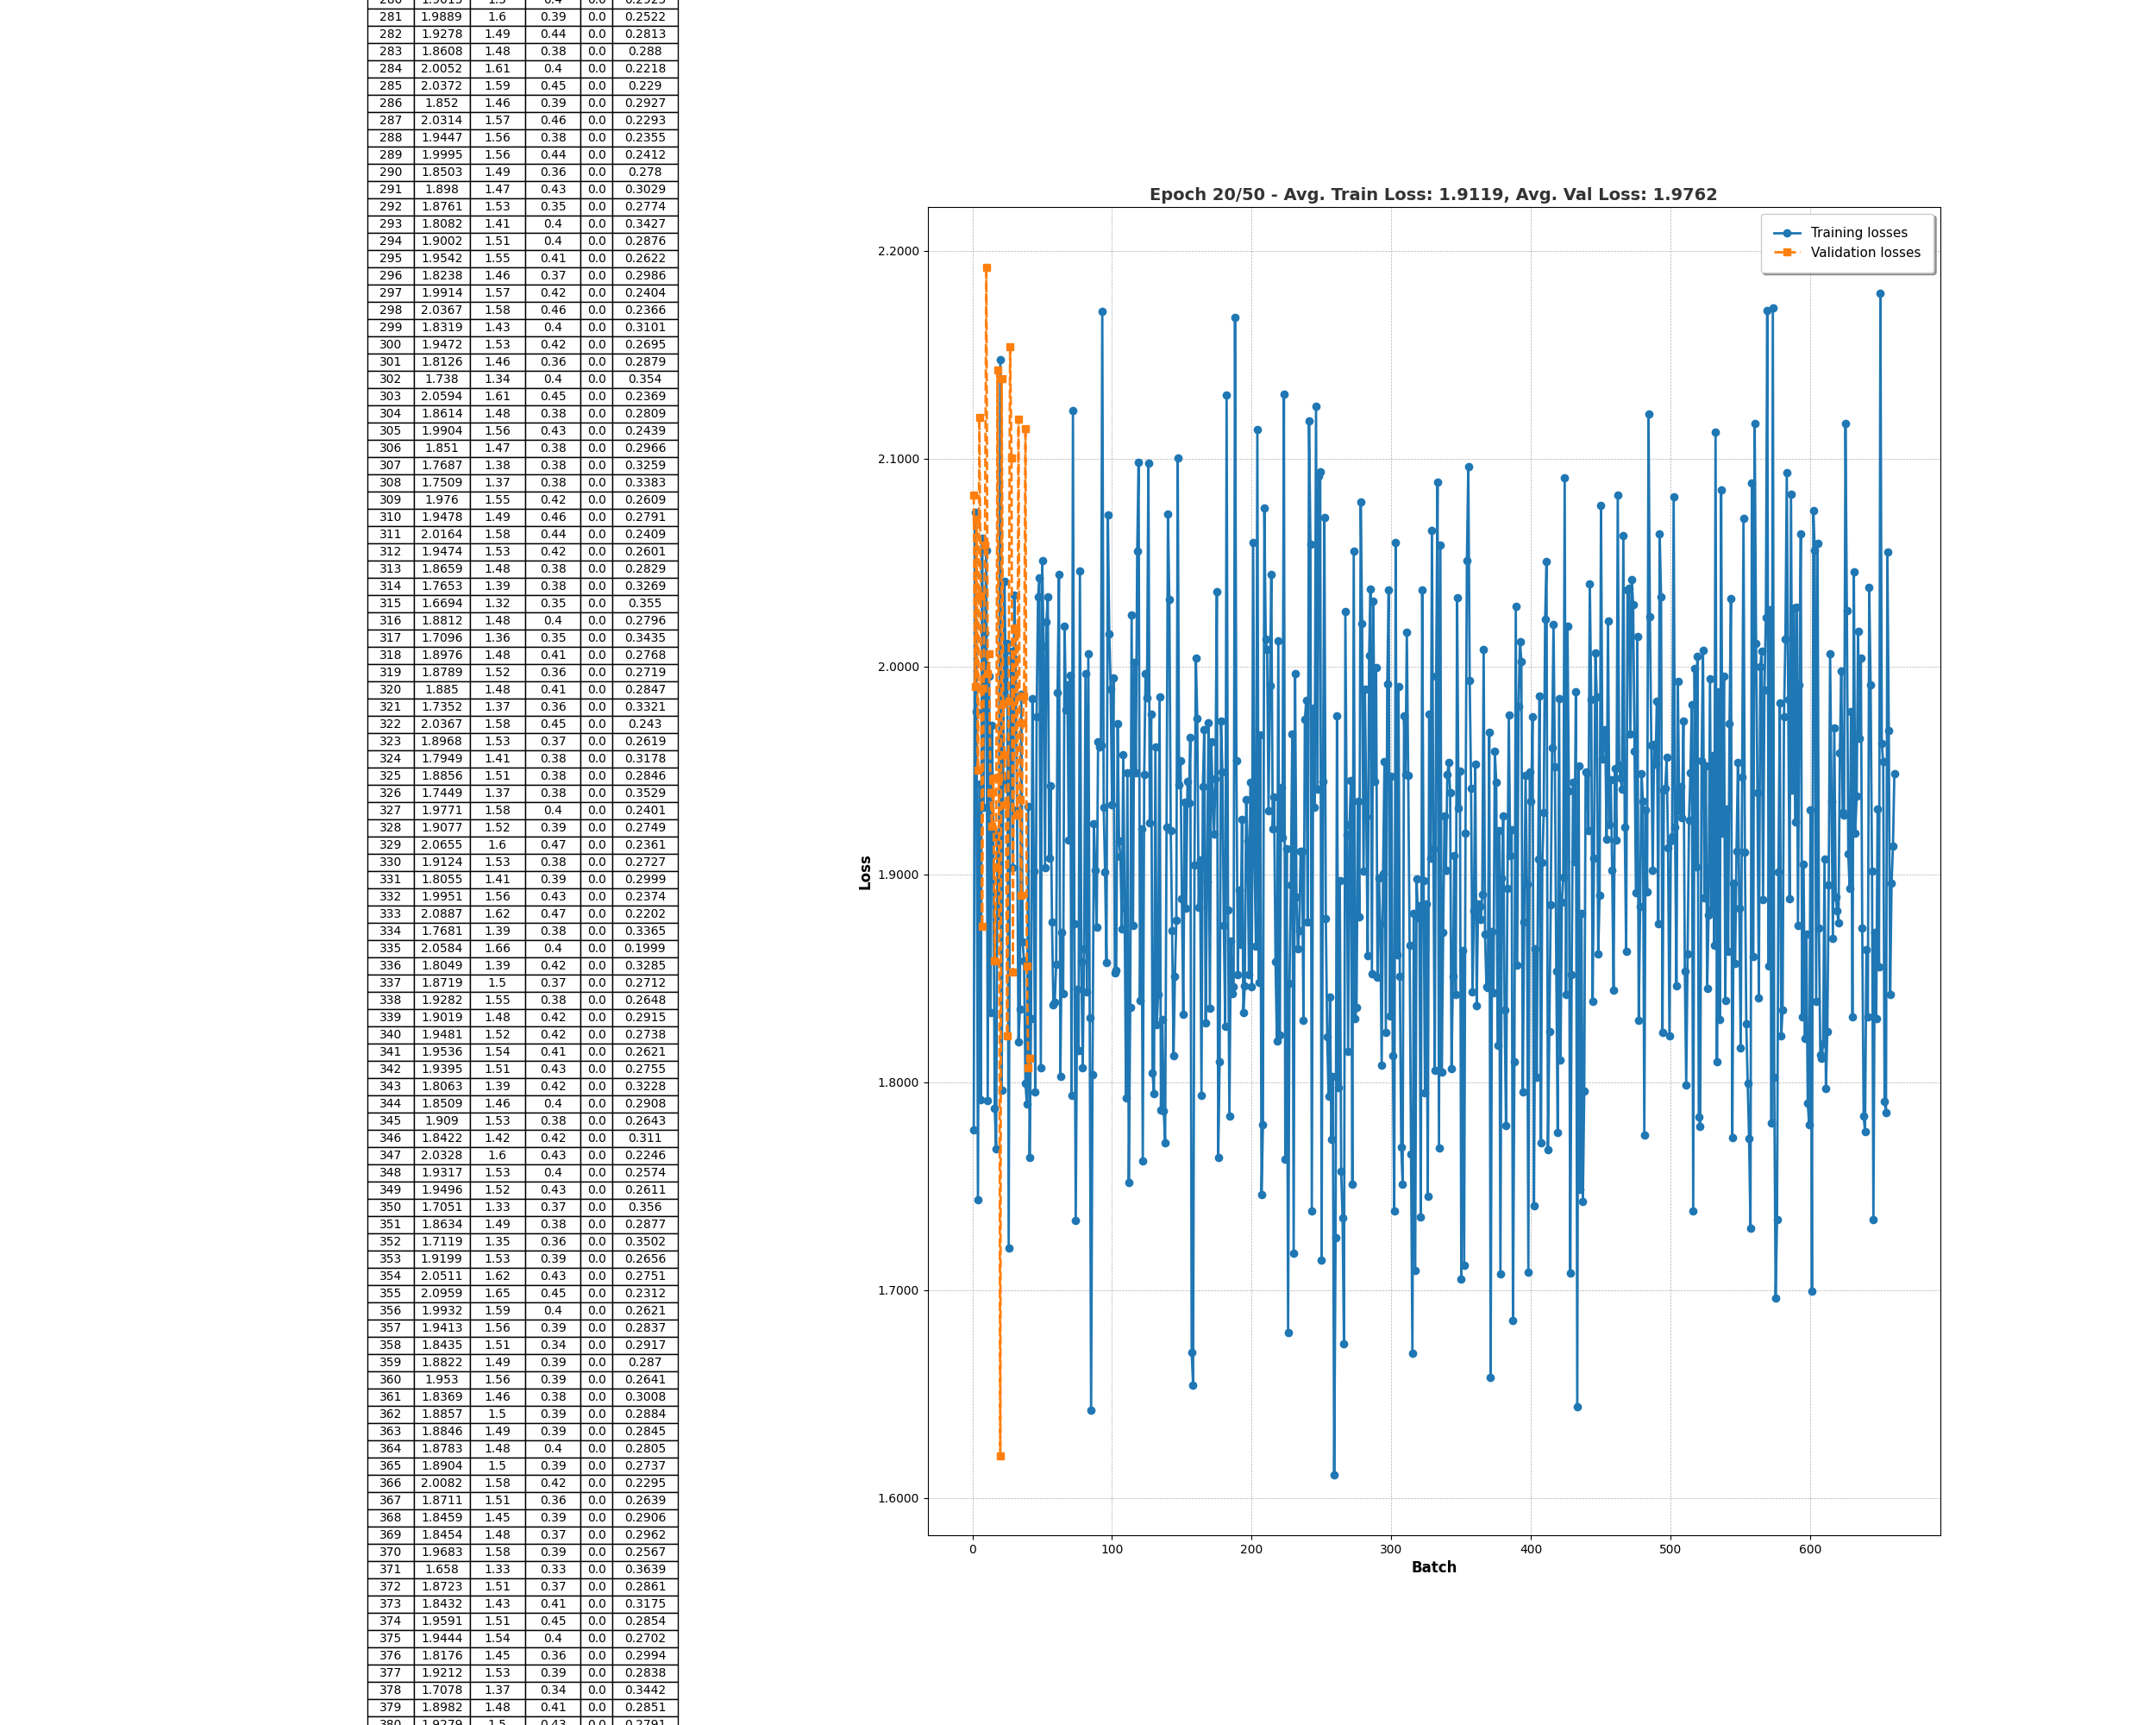 281 1.9889 1.6 0.39 0.0 0.2522
282 1.9278 1.49 0.44 0.0 0.2813
283 1.8608 1.48 0.38 0.0 0.288
284 2.0052 1.61 0.4 0.0 0.2218
285 2.0372 1.59 0.45 0.0 0.229
286 1.852 1.46 0.39 0.0 0.2927
287 2.0314 1.57 0.46 0.0 0.2293
288 1.9447 1.56 0.38 0.0 0.2355
289 1.9995 1.56 0.44 0.0 0.2412
290 1.8503 1.49 0.36 0.0 0.278
291 1.898 1.47 0.43 0.0 0.3029
292 1.8761 1.53 0.35 0.0 0.2774
293 1.8082 1.41 0.4 0.0 0.3427
294 1.9002 1.51 0.4 0.0 0.2876
295 1.9542 1.55 0.41 0.0 0.2622
296 1.8238 1.46 0.37 0.0 0.2986
297 1.9914 1.57 0.42 0.0 0.2404
298 2.0367 1.58 0.46 0.0 0.2366
299 1.8319 1.43 0.4 0.0 0.3101
300 1.9472 1.53 0.42 0.0 0.2695
301 1.8126 1.46 0.36 0.0 0.2879
302 1.738 1.34 0.4 0.0 0.354
303 2.0594 1.61 0.45 0.0 0.2369
304 1.8614 1.48 0.38 0.0 0.2809
305 1.9904 1.56 0.43 0.0 0.2439
306 1.851 1.47 0.38 0.0 0.2966
307 1.7687 1.38 0.38 0.0 0.3259
308 1.7509 1.37 0.38 0.0 0.3383
309 1.976 1.55 0.42 0.0 0.2609
310 1.9478 1.49 0.46 0.0 0.2791
311 2.0164 1.58 0.44 0.0 0.2409
312 1.9474 1.53 0.42 0.0 0.2601
313 1.8659 1.48 0.38 0.0 0.2829
314 1.7653 1.39 0.38 0.0 0.3269
315 1.6694 1.32 0.35 0.0 0.355
316 1.8812 1.48 0.4 0.0 0.2796
317 1.7096 1.36 0.35 0.0 0.3435
318 1.8976 1.48 0.41 0.0 0.2768
319 1.8789 1.52 0.36 0.0 0.2719
320 1.885 1.48 0.41 0.0 0.2847
321 1.7352 1.37 0.36 0.0 0.3321
322 2.0367 1.58 0.45 0.0 0.243
323 1.8968 1.53 0.37 0.0 0.2619
324 1.7949 1.41 0.38 0.0 0.3178
325 1.8856 1.51 0.38 0.0 0.2846
326 1.7449 1.37 0.38 0.0 0.3529
327 1.9771 1.58 0.4 0.0 0.2401
328 1.9077 1.52 0.39 0.0 0.2749
329 2.0655 1.6 0.47 0.0 0.2361
330 1.9124 1.53 0.38 0.0 0.2727
331 1.8055 1.41 0.39 0.0 0.2999
332 1.9951 1.56 0.43 0.0 0.2374
333 2.0887 1.62 0.47 0.0 0.2202
334 1.7681 1.39 0.38 0.0 0.3365
335 2.0584 1.66 0.4 0.0 0.1999
336 1.8049 1.39 0.42 0.0 0.3285
337 1.8719 1.5 0.37 0.0 0.2712
338 1.9282 1.55 0.38 0.0 0.2648
339 1.9019 1.48 0.42 0.0 0.2915
340 1.9481 1.52 0.42 0.0 0.2738
341 1.9536 1.54 0.41 0.0 0.2621
342 1.9395 1.51 0.43 0.0 0.2755
343 1.8063 1.39 0.42 0.0 0.3228
344 1.8509 1.46 0.4 0.0 0.2908
345 1.909 1.53 0.38 0.0 0.2643
346 1.8422 1.42 0.42 0.0 0.311
347 2.0328 1.6 0.43 0.0 0.2246
348 1.9317 1.53 0.4 0.0 0.2574
349 1.9496 1.52 0.43 0.0 0.2611
350 1.7051 1.33 0.37 0.0 0.356
351 1.8634 1.49 0.38 0.0 0.2877
352 1.7119 1.35 0.36 0.0 0.3502
353 1.9199 1.53 0.39 0.0 0.2656
354 2.0511 1.62 0.43 0.0 0.2751
355 2.0959 1.65 0.45 0.0 0.2312
356 1.9932 1.59 0.4 0.0 0.2621
357 1.9413 1.56 0.39 0.0 0.2837
358 1.8435 1.51 0.34 0.0 0.2917
359 1.8822 1.49 0.39 0.0 0.287
360 1.953 1.56 0.39 0.0 0.2641
361 1.8369 1.46 0.38 0.0 0.3008
362 1.8857 1.5 0.39 0.0 0.2884
363 1.8846 1.49 0.39 0.0 0.2845
364 1.8783 1.48 0.4 0.0 0.2805
365 1.8904 1.5 0.39 0.0 0.2737
366 2.0082 1.58 0.42 0.0 0.2295
367 1.8711 1.51 0.36 0.0 0.2639
368 1.8459 1.45 0.39 0.0 0.2906
369 1.8454 1.48 0.37 0.0 0.2962
370 1.9683 1.58 0.39 0.0 0.2567
371 1.658 1.33 0.33 0.0 0.3639
372 1.8723 1.51 0.37 0.0 0.2861
373 1.8432 1.43 0.41 0.0 0.3175
374 1.9591 1.51 0.45 0.0 0.2854
375 1.9444 1.54 0.4 0.0 0.2702
376 1.8176 1.45 0.36 0.0 0.2994
377 1.9212 1.53 0.39 0.0 0.2838
378 1.7078 1.37 0.34 0.0 0.3442
379 1.8982 1.48 0.41 0.0 0.2851
380 1.9279 1.5 0.43 0.0 0.2791
Epoch 20/50 - Avg. Train Loss: 1.9119, Avg. Val Loss: 1.9762
Training losses
Validation losses
2.2000
2.1000
2.0000
1.9000
1.8000
1.7000
1.6000
Loss
0 100 200 300 400 500 600
Batch